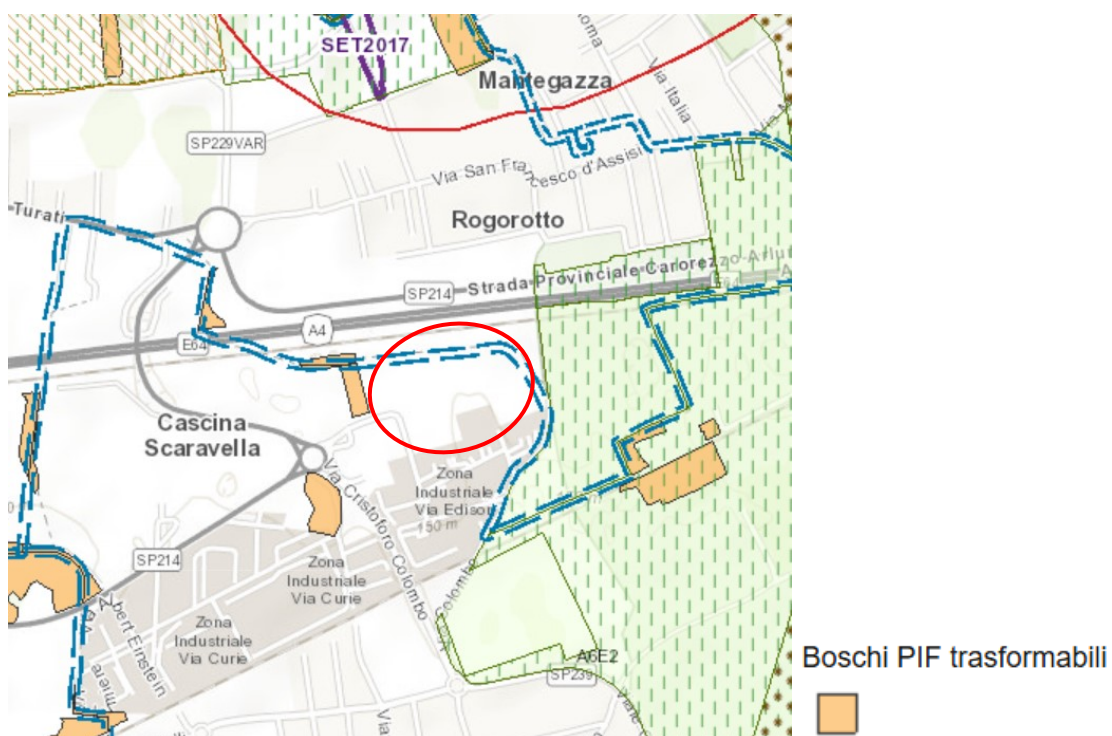 SET2017
Mantegazza
Via Italia
SP229VAR
Via San Francesco d'Assisi
Turati
Rogorotto
Strada Provinciale Carorezzo Arlun
SP214
A4
E64
Cascina
Scaravella
Via Cristoforo Colombo
Zona
Industriale
Via Edison
150 m
SP214
Zona
Industriale
Via Curie
Zona
Industriale
Via Curie
Colombo
A6E2
SP239
Boschi PIF trasformabili